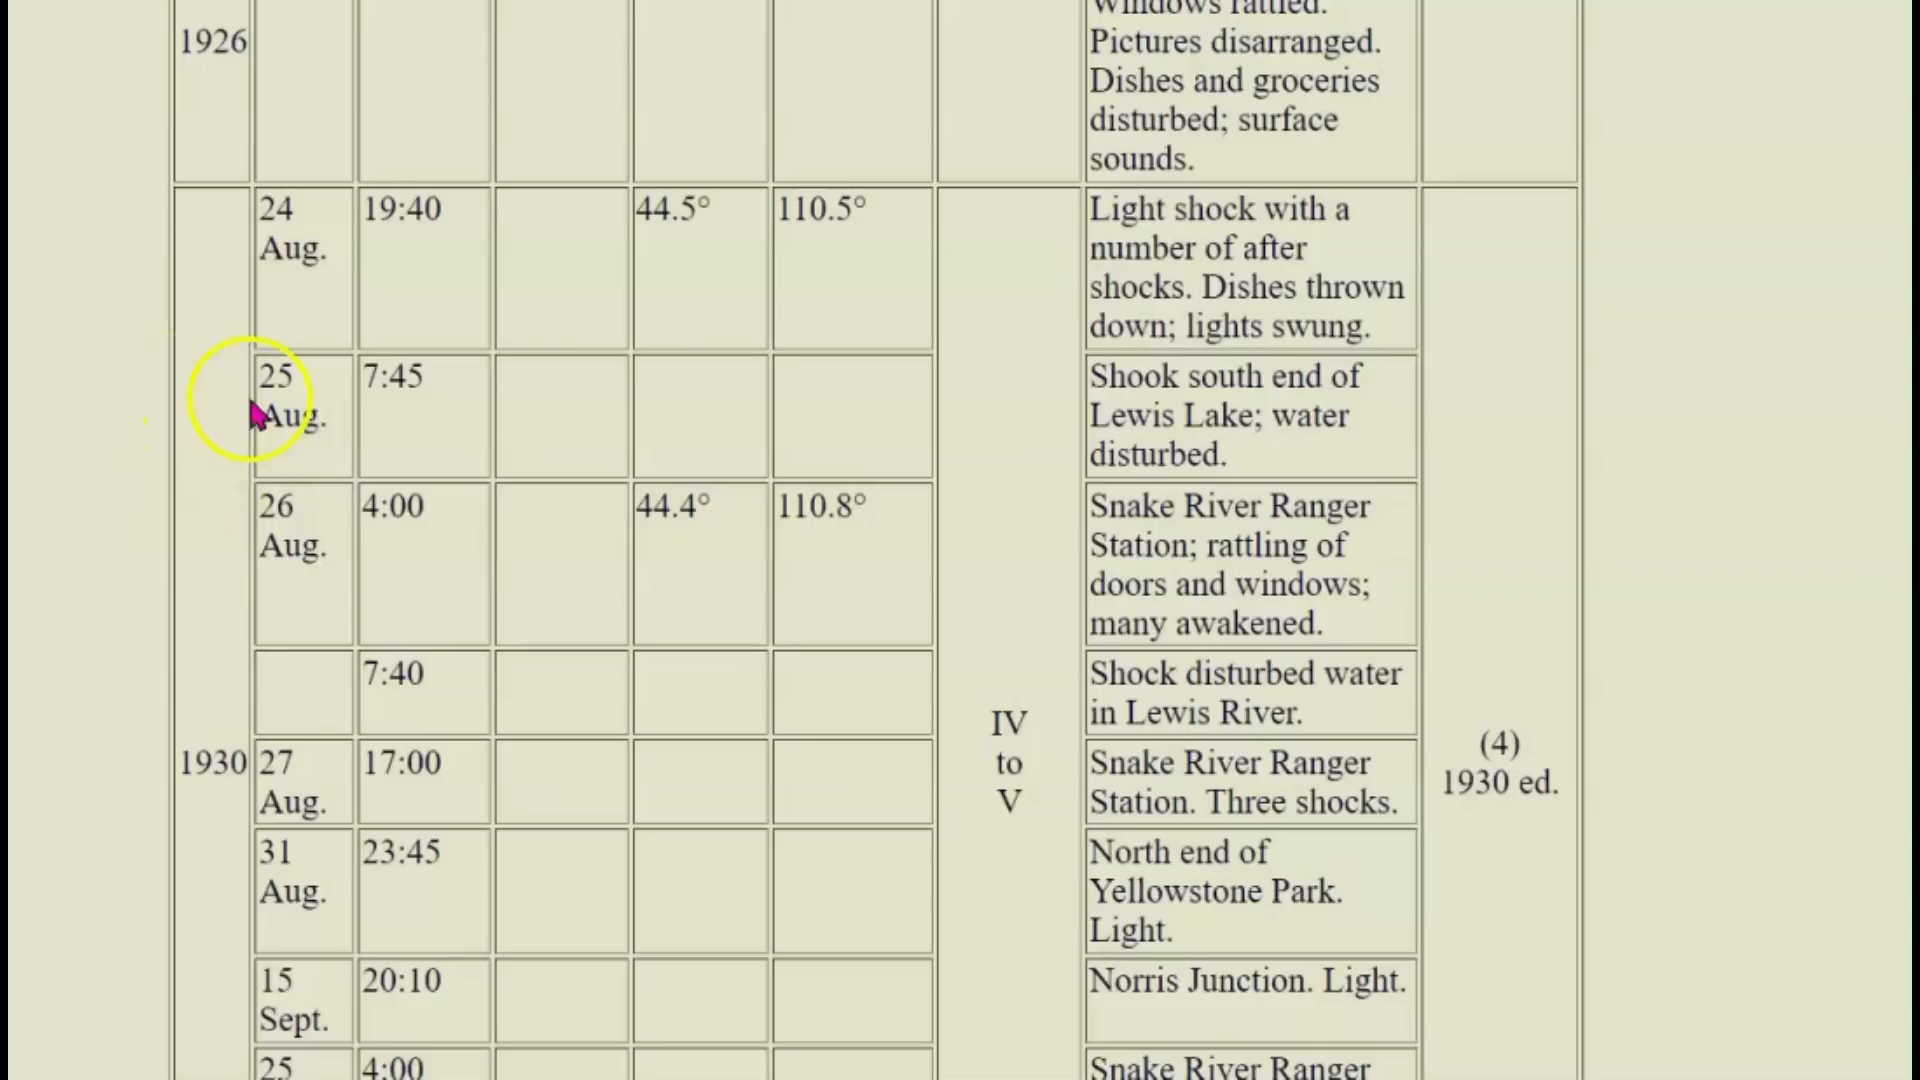 Windows rattled.
1926
Pictures disarranged.
Dishes and groceries
disturbed; surface
sounds.
24
Aug.
19:40
44.5°
110.5°
Light shock with a
number of after
shocks. Dishes thrown
down; lights swung.
25
Aug.
7:45
Shook south end of
Lewis Lake; water
disturbed.
26
Aug.
4:00
44.4°
110.8°
Snake River Ranger
Station; rattling of
doors and windows;
many awakened.
7:40
Shock disturbed water
in Lewis River.
1930
27
Aug.
17:00
IV
to
V
Snake River Ranger
Station. Three shocks.
(4)
1930 ed.
31
Aug.
23:45
North end of
Yellowstone Park.
Light.
15
Sept.
20:10
Norris Junction. Light.
25
4:00
Snake River Ranger